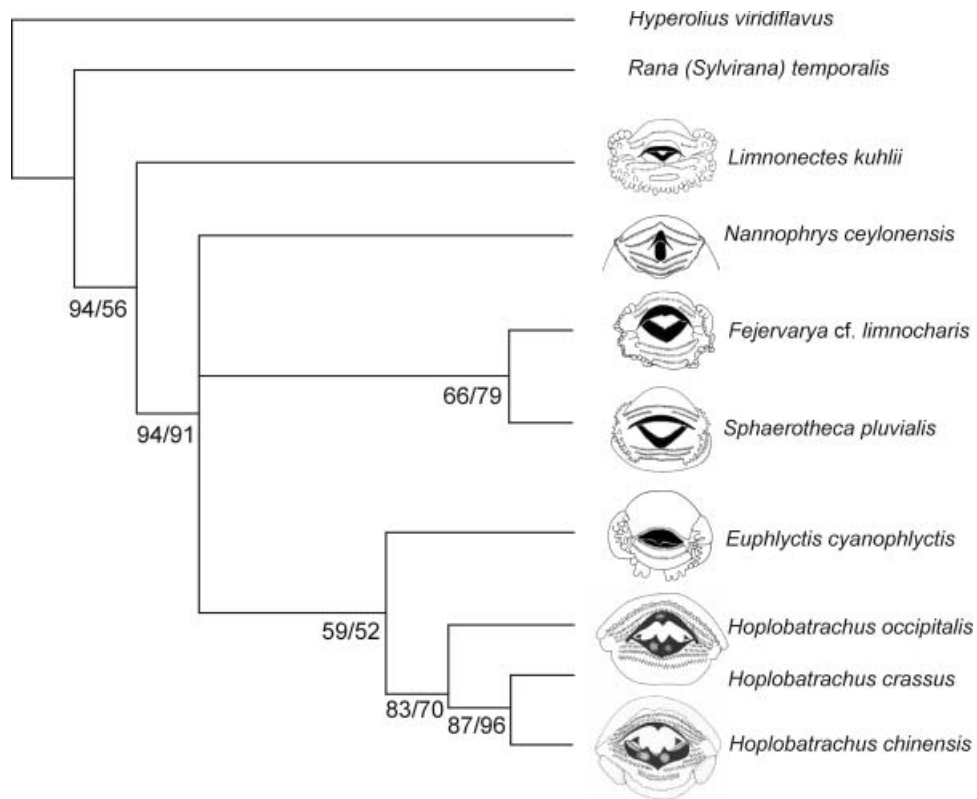 Hyperolius viridiflavus
Rana (Sylvirana) temporalis
Limnonectes kuhlii
Nannophrys ceylonensis
94/56
Fejervarya cf. limnocharis
66/79
94/91
Sphaerotheca pluvialis
Euphlyctis cyanophlyctis
59/52
Hoplobatrachus occipitalis
Hoplobatrachus crassus
83/70
87/96
Hoplobatrachus chinensis